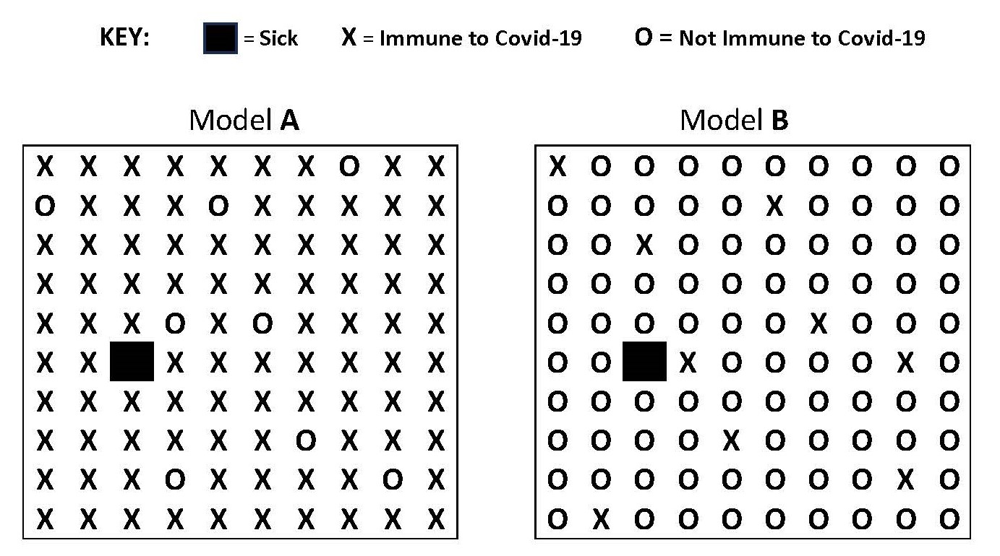 KEY: = Sick X = Immune to Covid-19 O = Not Immune to Covid-19
Model A
X X X X X X X O X X
O X X X O X X X X X
X X X X X X X X X X
X X X X X X X X X X
X X X O X O X X X X
X X X X X X X X X
X X X X X X X X X X
X X X X X X O X X X
X X X O X X X X O X
X X X X X X X X X X
Model B
X O O O O O O O O O
O O O O O X O O O O
O O X O O O O O O O
O O O O O O O O O O
O O O O O O X O O O
O O X O O O O X O
O O O O O O O O O O
O O O O X O O O O O
O O O O O O O O X O
O X O O O O O O O O